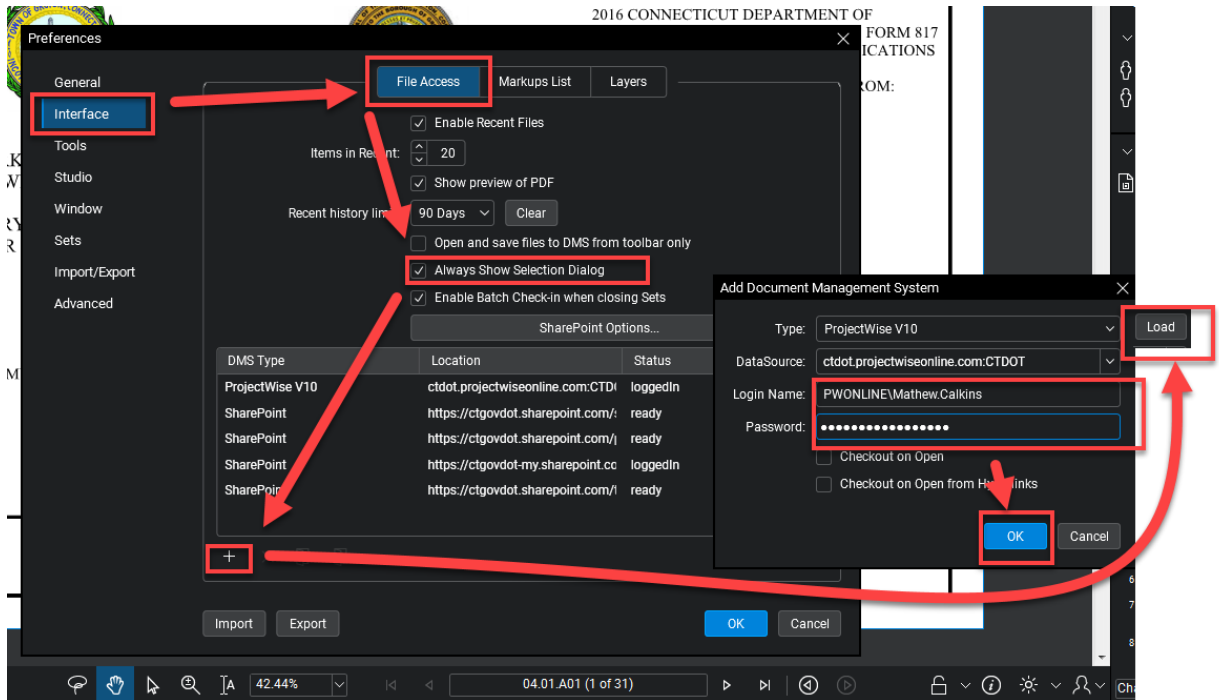 2016 CONNECTICUT DEPARTMENT OF
FORM 817
ICATIONS
ROM:
Preferences
General
Interface
Tools
Studio
Window
Sets
Import/Export
Advanced
File Access
Markups List
Layers
Enable Recent Files
Items in Recent: 20
Show preview of PDF
Recent history lim 90 Days Clear
Open and save files to DMS from toolbar only
Always Show Selection Dialog
Enable Batch Check-in when closing Sets
SharePoint Options...
DMS Type Location Status
ProjectWise V10 ctdot.projectwiseonline.com:CTD loggedIn
SharePoint https://ctgovdot.sharepoint.com/ ready
SharePoint https://ctgovdot.sharepoint.com/ ready
SharePoint https://ctgovdot-my.sharepoint.co loggedIn
SharePoint https://ctgovdot.sharepoint.com/ ready
+
Import Export OK Cancel
Add Document Management System
Type: ProjectWise V10 Load
DataSource: ctdot.projectwiseonline.com:CTDOT
Login Name: PWONLINE\Mathew.Calkins
Password: •••••••••••••••••
Checkout on Open
Checkout on Open from H links
OK Cancel
6
7
8
42.44%
04.01.A01 (1 of 31)
Ch